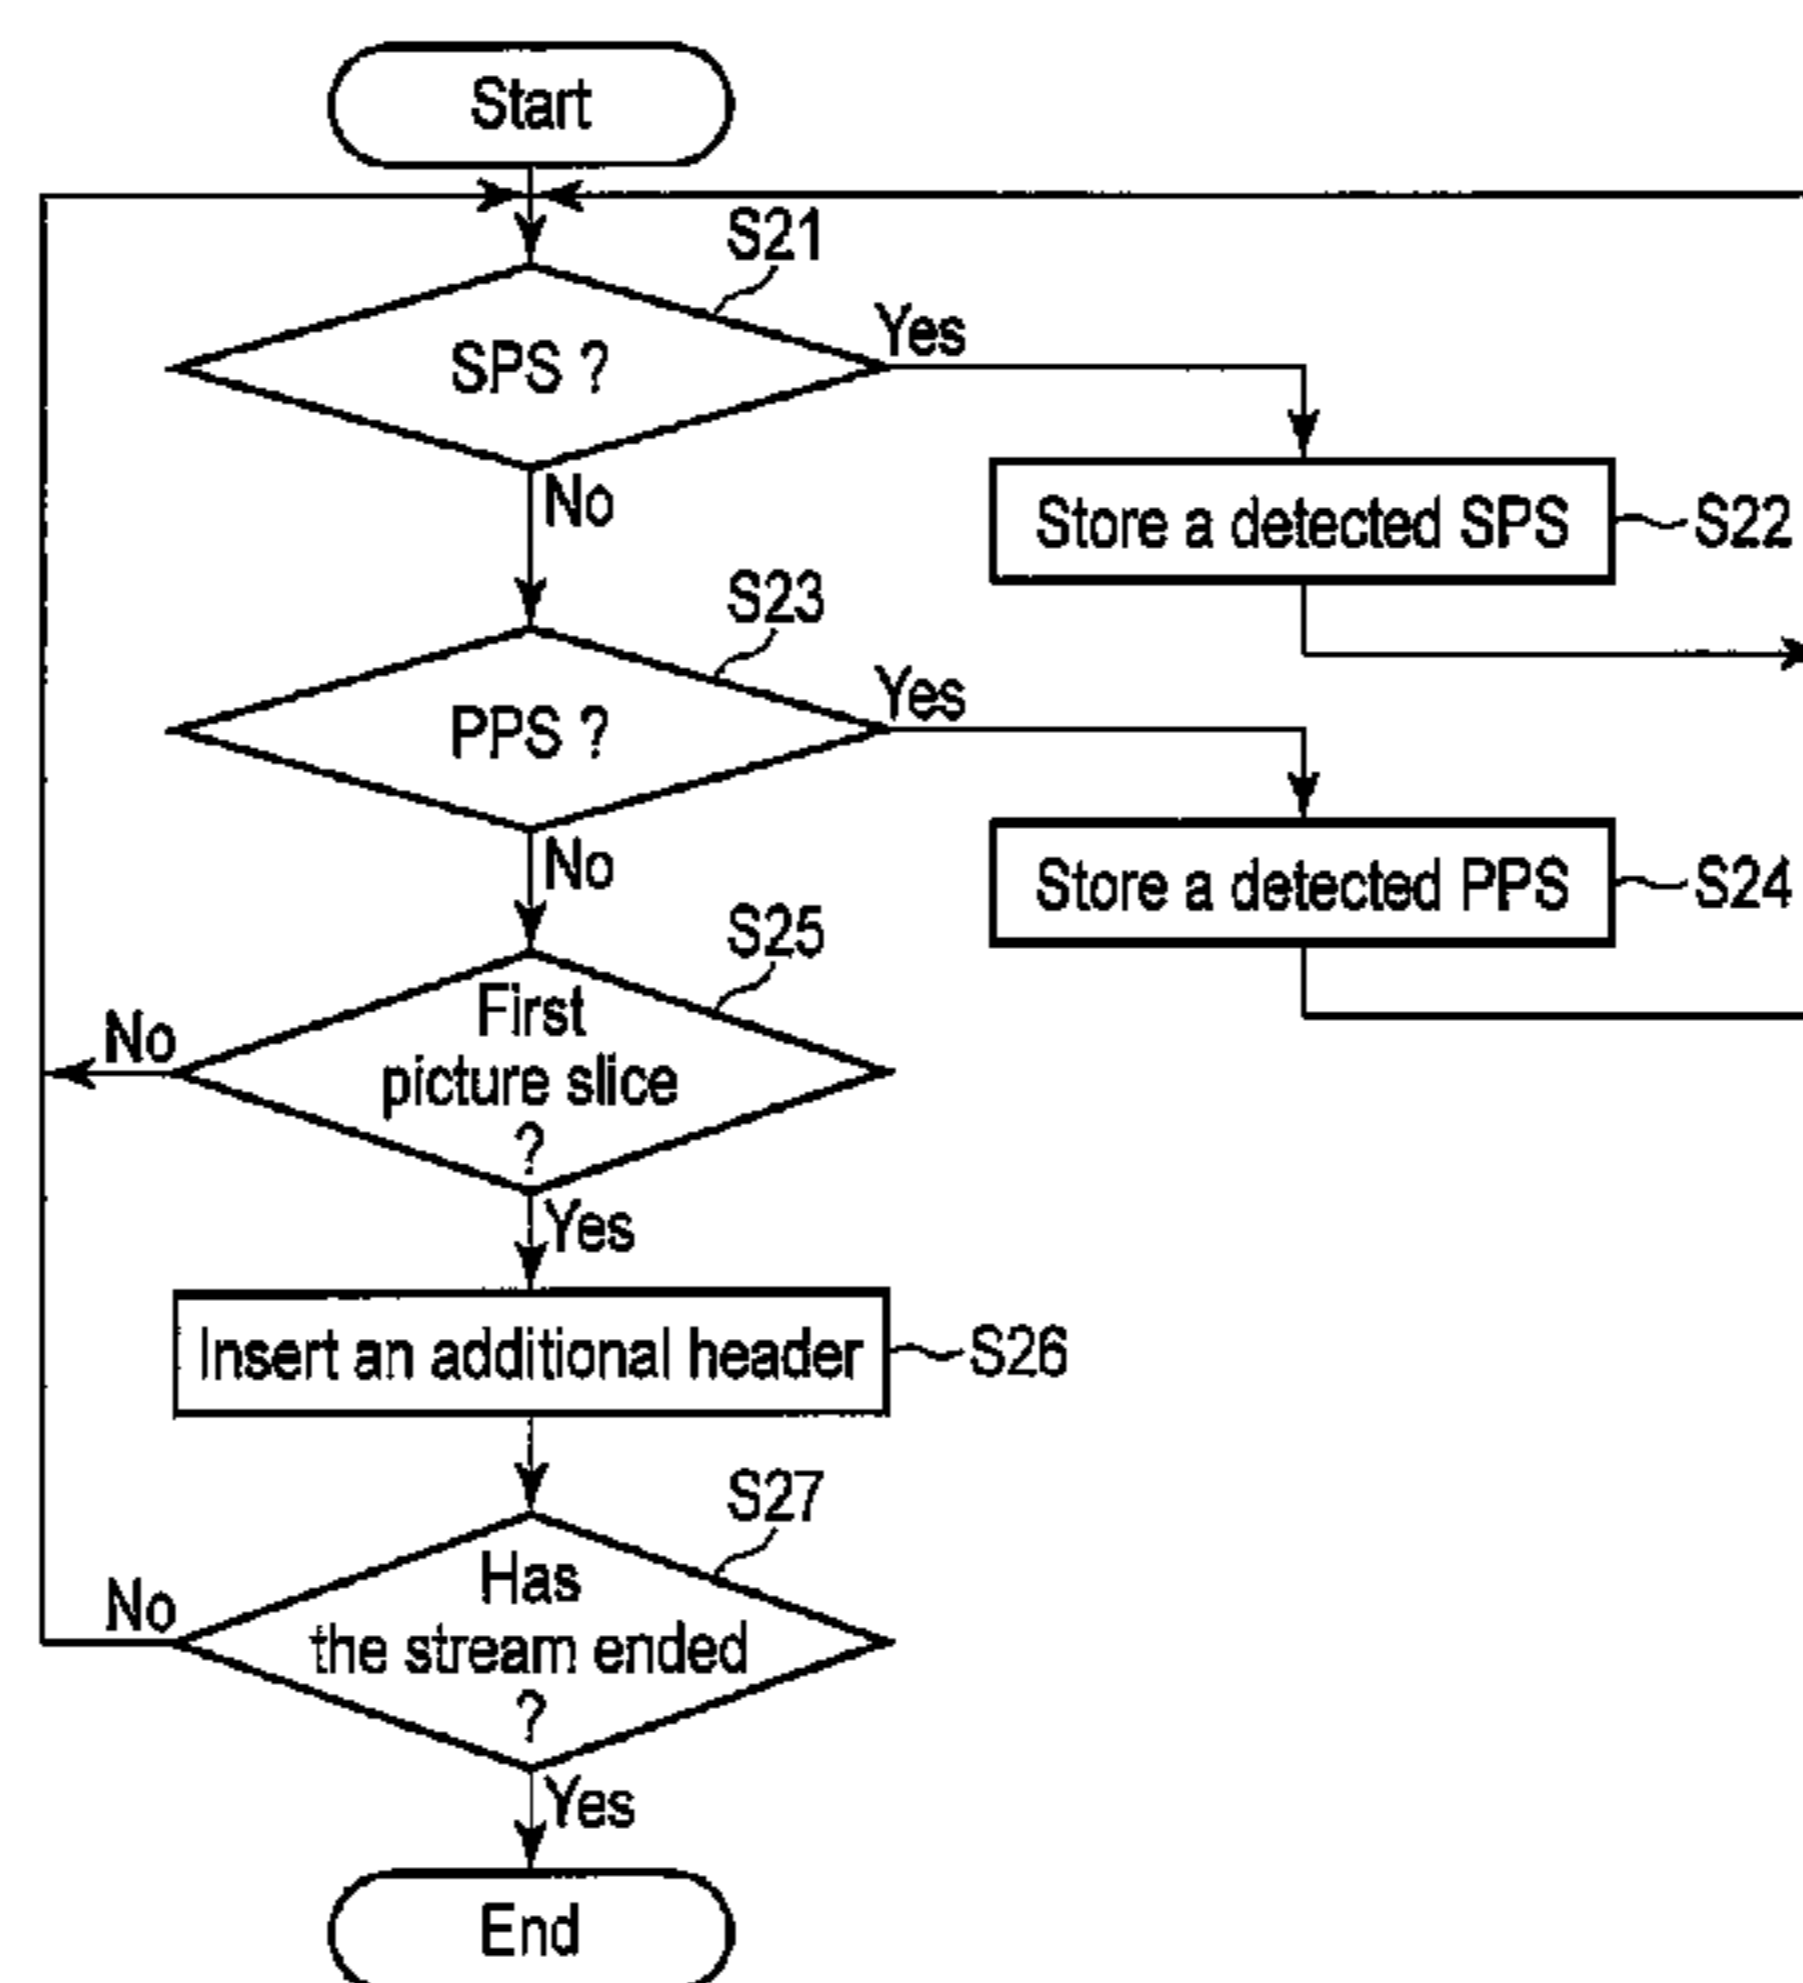 Start
S21
SPS ?
Yes
No
Store a detected SPS
S22
S23
PPS ?
Yes
No
Store a detected PPS
S24
S25
First
picture slice
?
No
Yes
Insert an additional header
S26
S27
Has
the stream ended
?
No
Yes
End